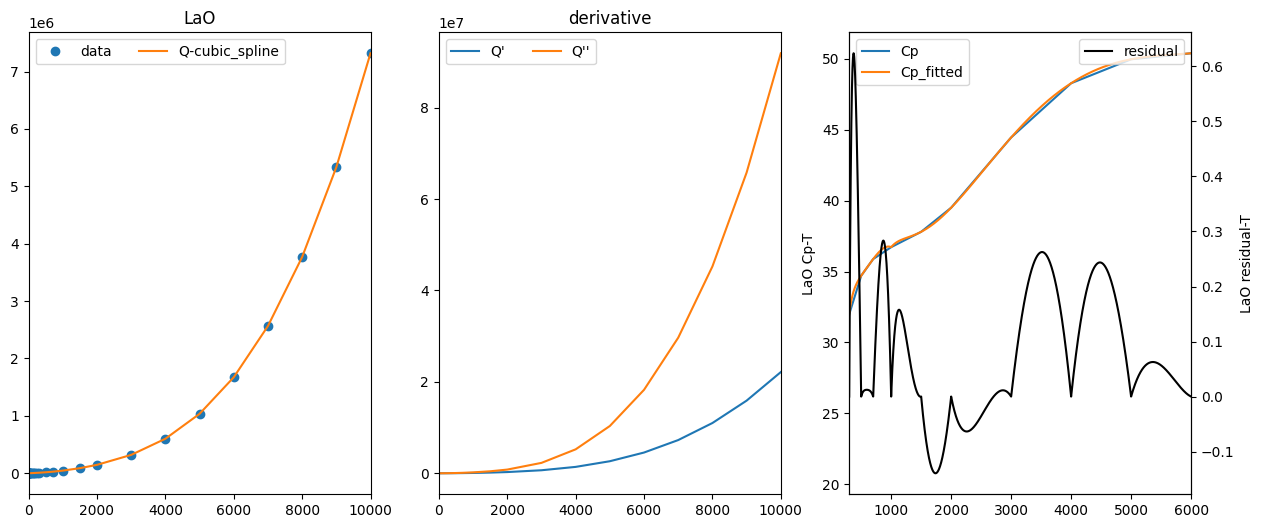 LaO
1e6
data
Q-cubic_spline
7
6
5
4
3
2
1
0
0 2000 4000 6000 8000 10000
derivative
1e7
Q'
Q''
8
6
4
2
0
0 2000 4000 6000 8000 10000
Cp
Cp_fitted
residual
LaO Cp-T
50
45
40
35
30
25
20
1000 2000 3000 4000 5000 6000
0.6
0.5
0.4
0.3
0.2
0.1
0.0
−0.1
LaO residual-T